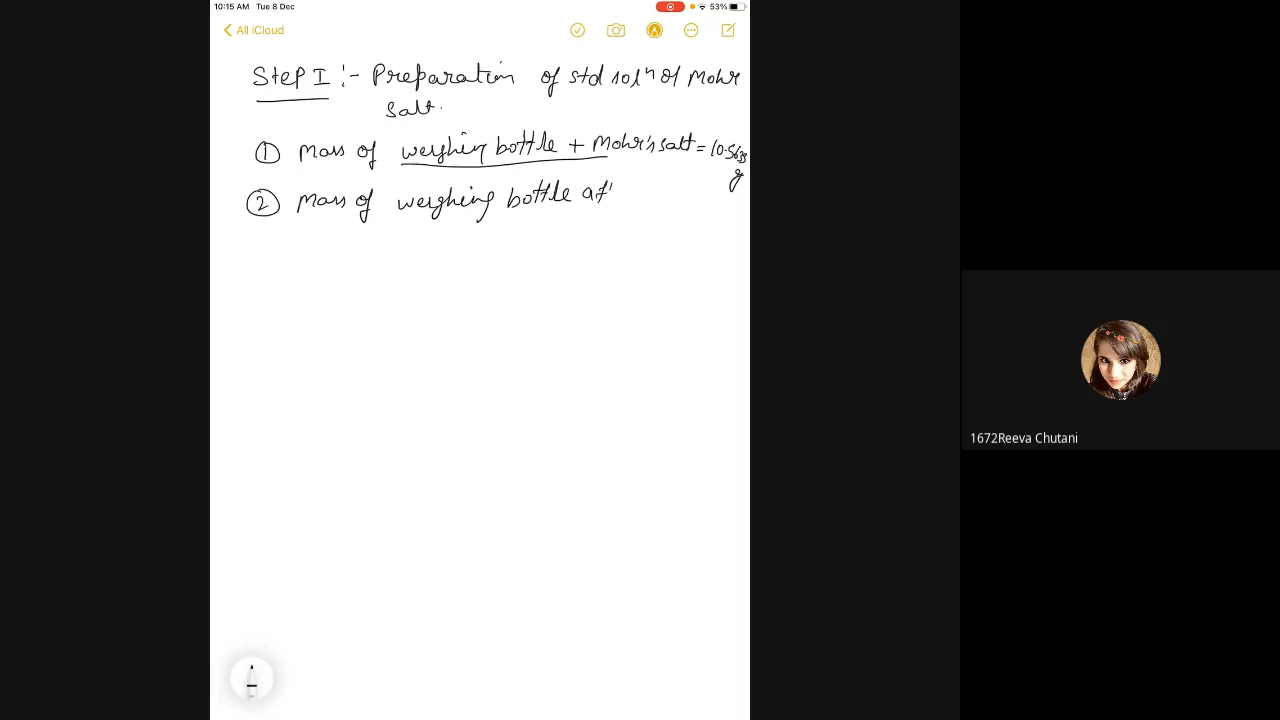 10:15 AM Tue 8 Dec 53%
All iCloud
Step I :- Preparation of std solⁿ of Mohr
salt.
① Mass of weighing bottle + Mohr's salt = 10.5635
g
② Mass of weighing bottle af
1672Reeva Chutani